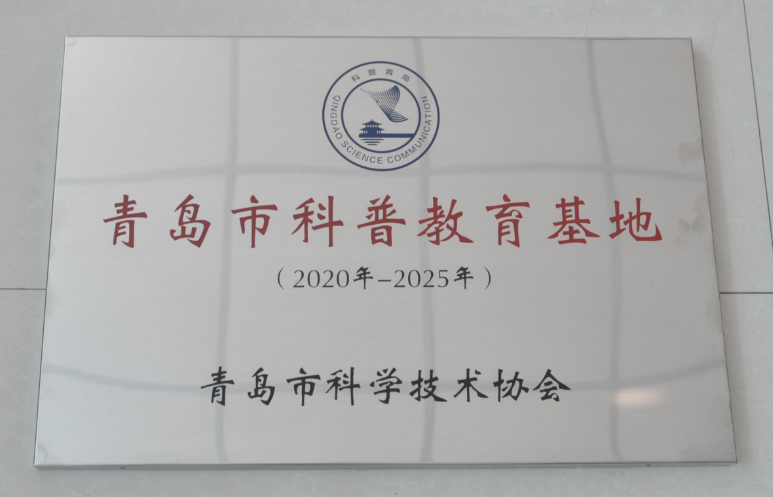 科普青岛
QINGDAO SCIENCE COMMUNICATION
青岛市科普教育基地
（2020年–2025年）
青岛市科学技术协会